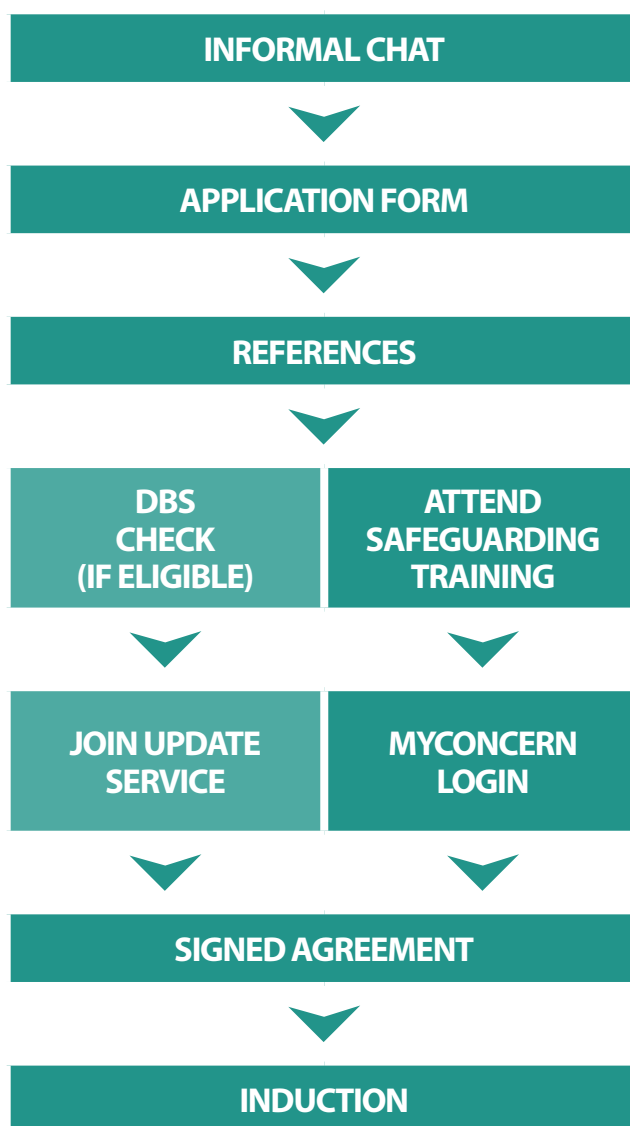 INFORMAL CHAT
APPLICATION FORM
REFERENCES
DBS
CHECK
(IF ELIGIBLE)
ATTEND
SAFEGUARDING
TRAINING
JOIN UPDATE
SERVICE
MYCONCERN
LOGIN
SIGNED AGREEMENT
INDUCTION